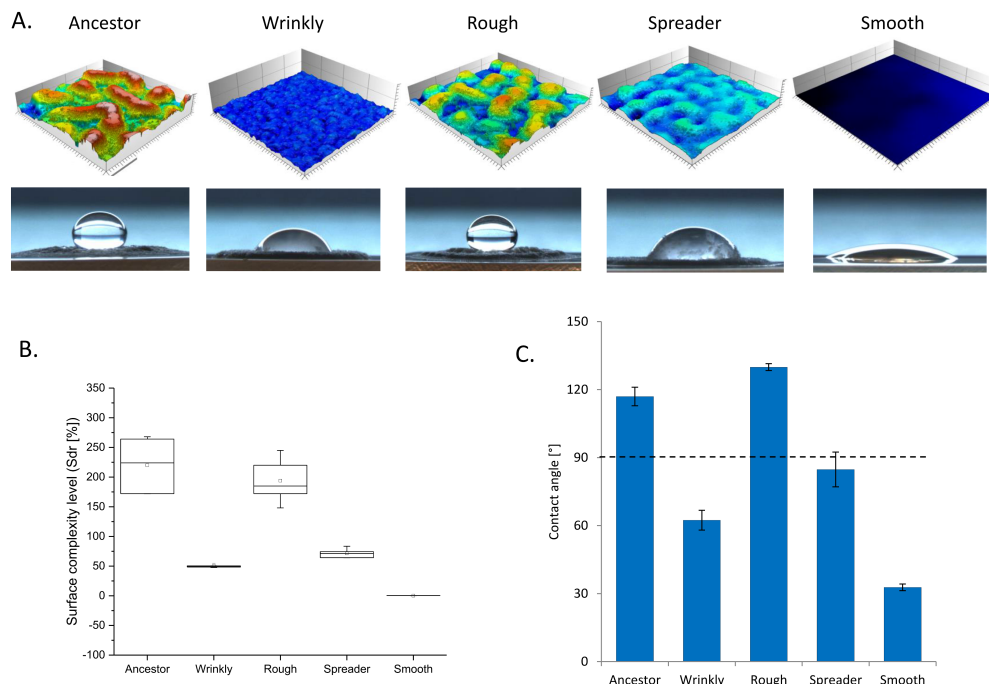 A.
Ancestor
Wrinkly
Rough
Spreader
Smooth
B.
Surface complexity level (Sdr [%])
350
300
250
200
150
100
50
0
-50
-100
Ancestor
Wrinkly
Rough
Spreader
Smooth
C.
Contact angle [°]
150
120
90
60
30
0
Ancestor
Wrinkly
Rough
Spreader
Smooth